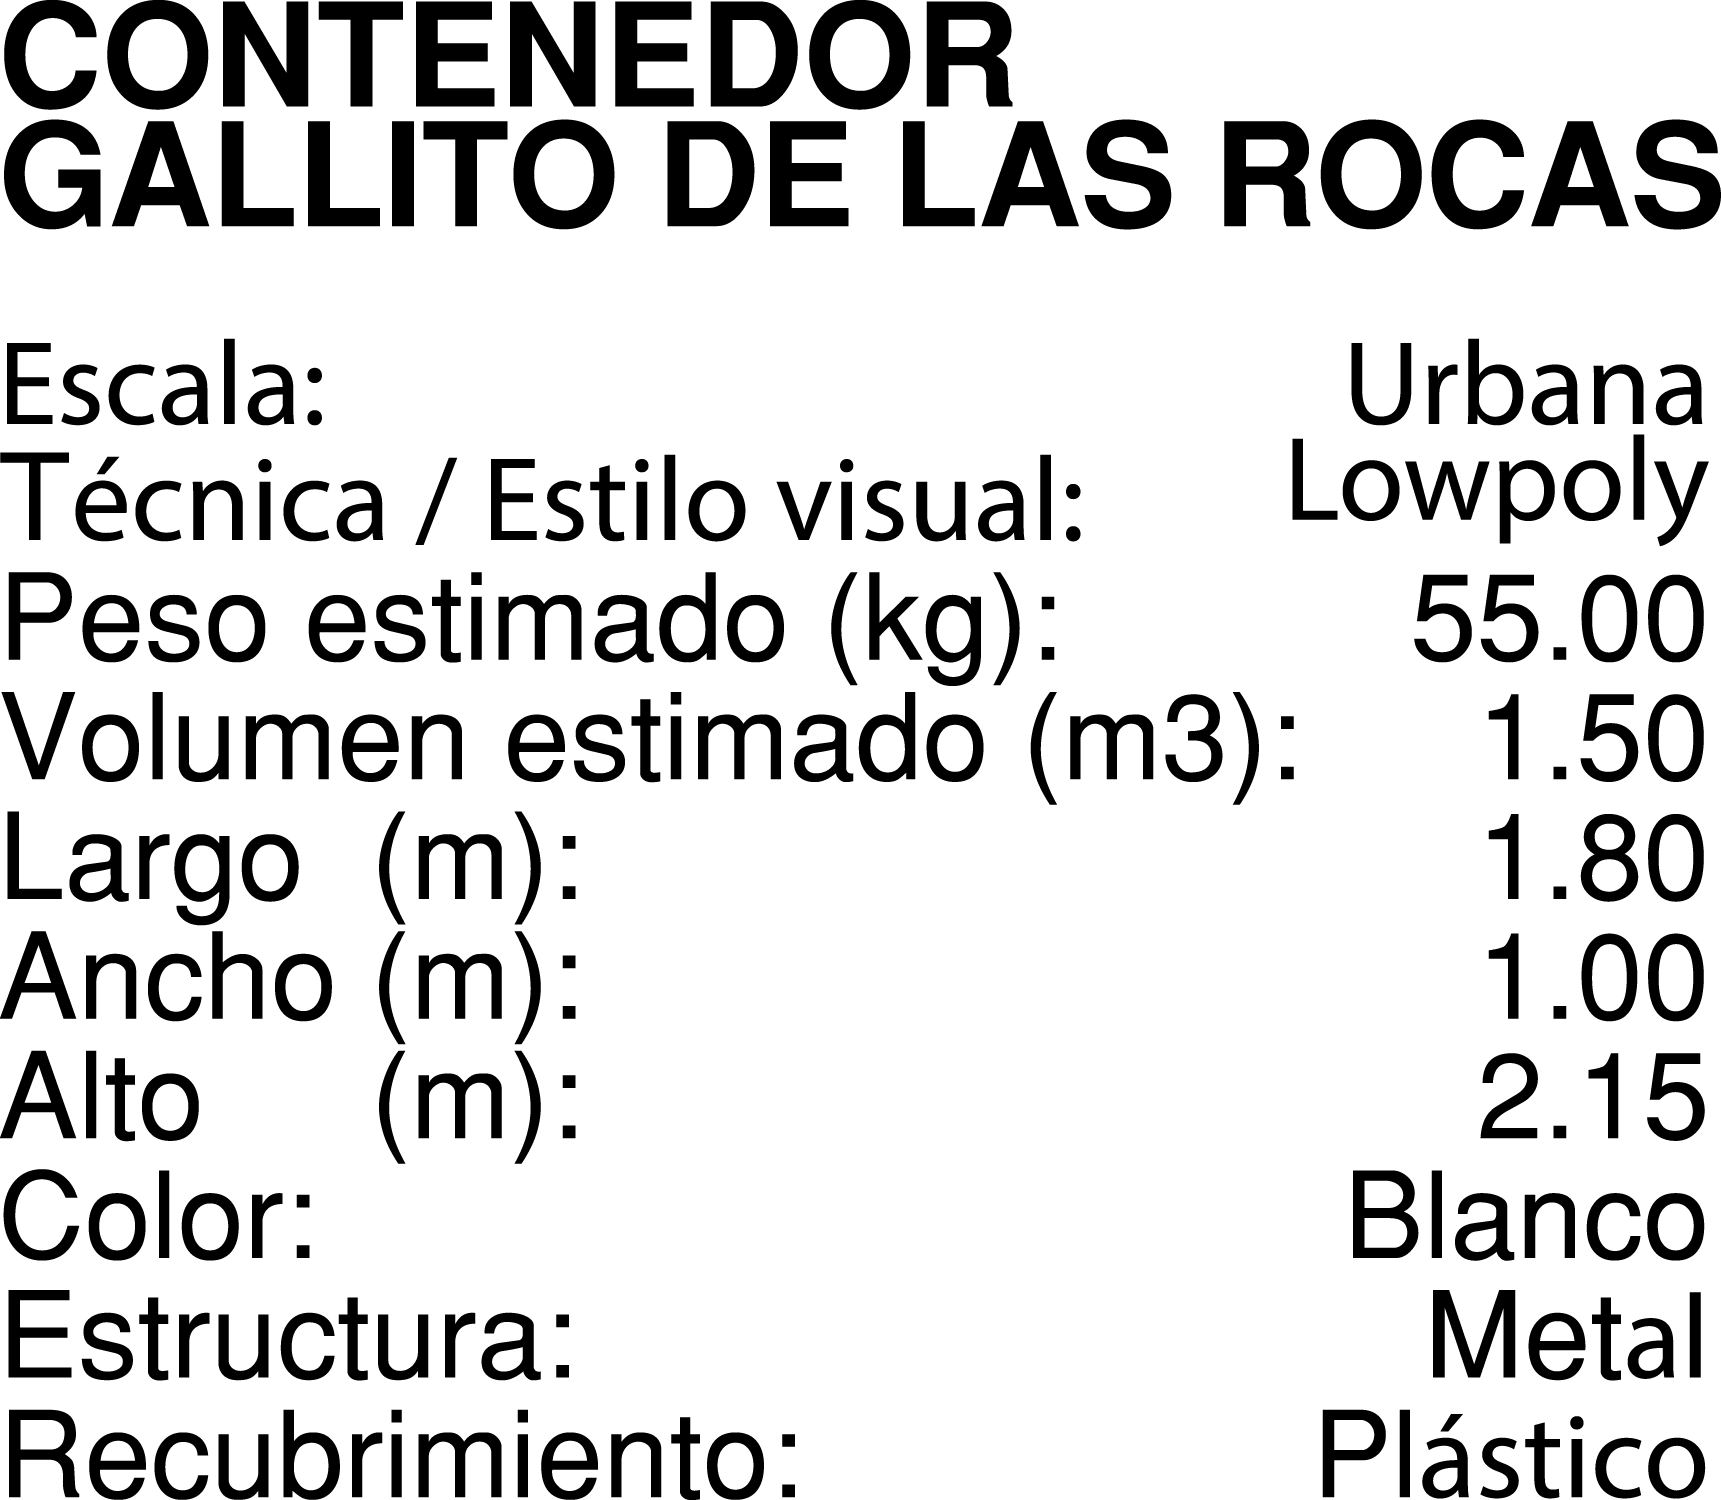 CONTENEDOR
GALLITO DE LAS ROCAS
Escala: Urbana
Técnica / Estilo visual: Lowpoly
Peso estimado (kg): 55.00
Volumen estimado (m3): 1.50
Largo (m): 1.80
Ancho (m): 1.00
Alto (m): 2.15
Color: Blanco
Estructura: Metal
Recubrimiento: Plástico